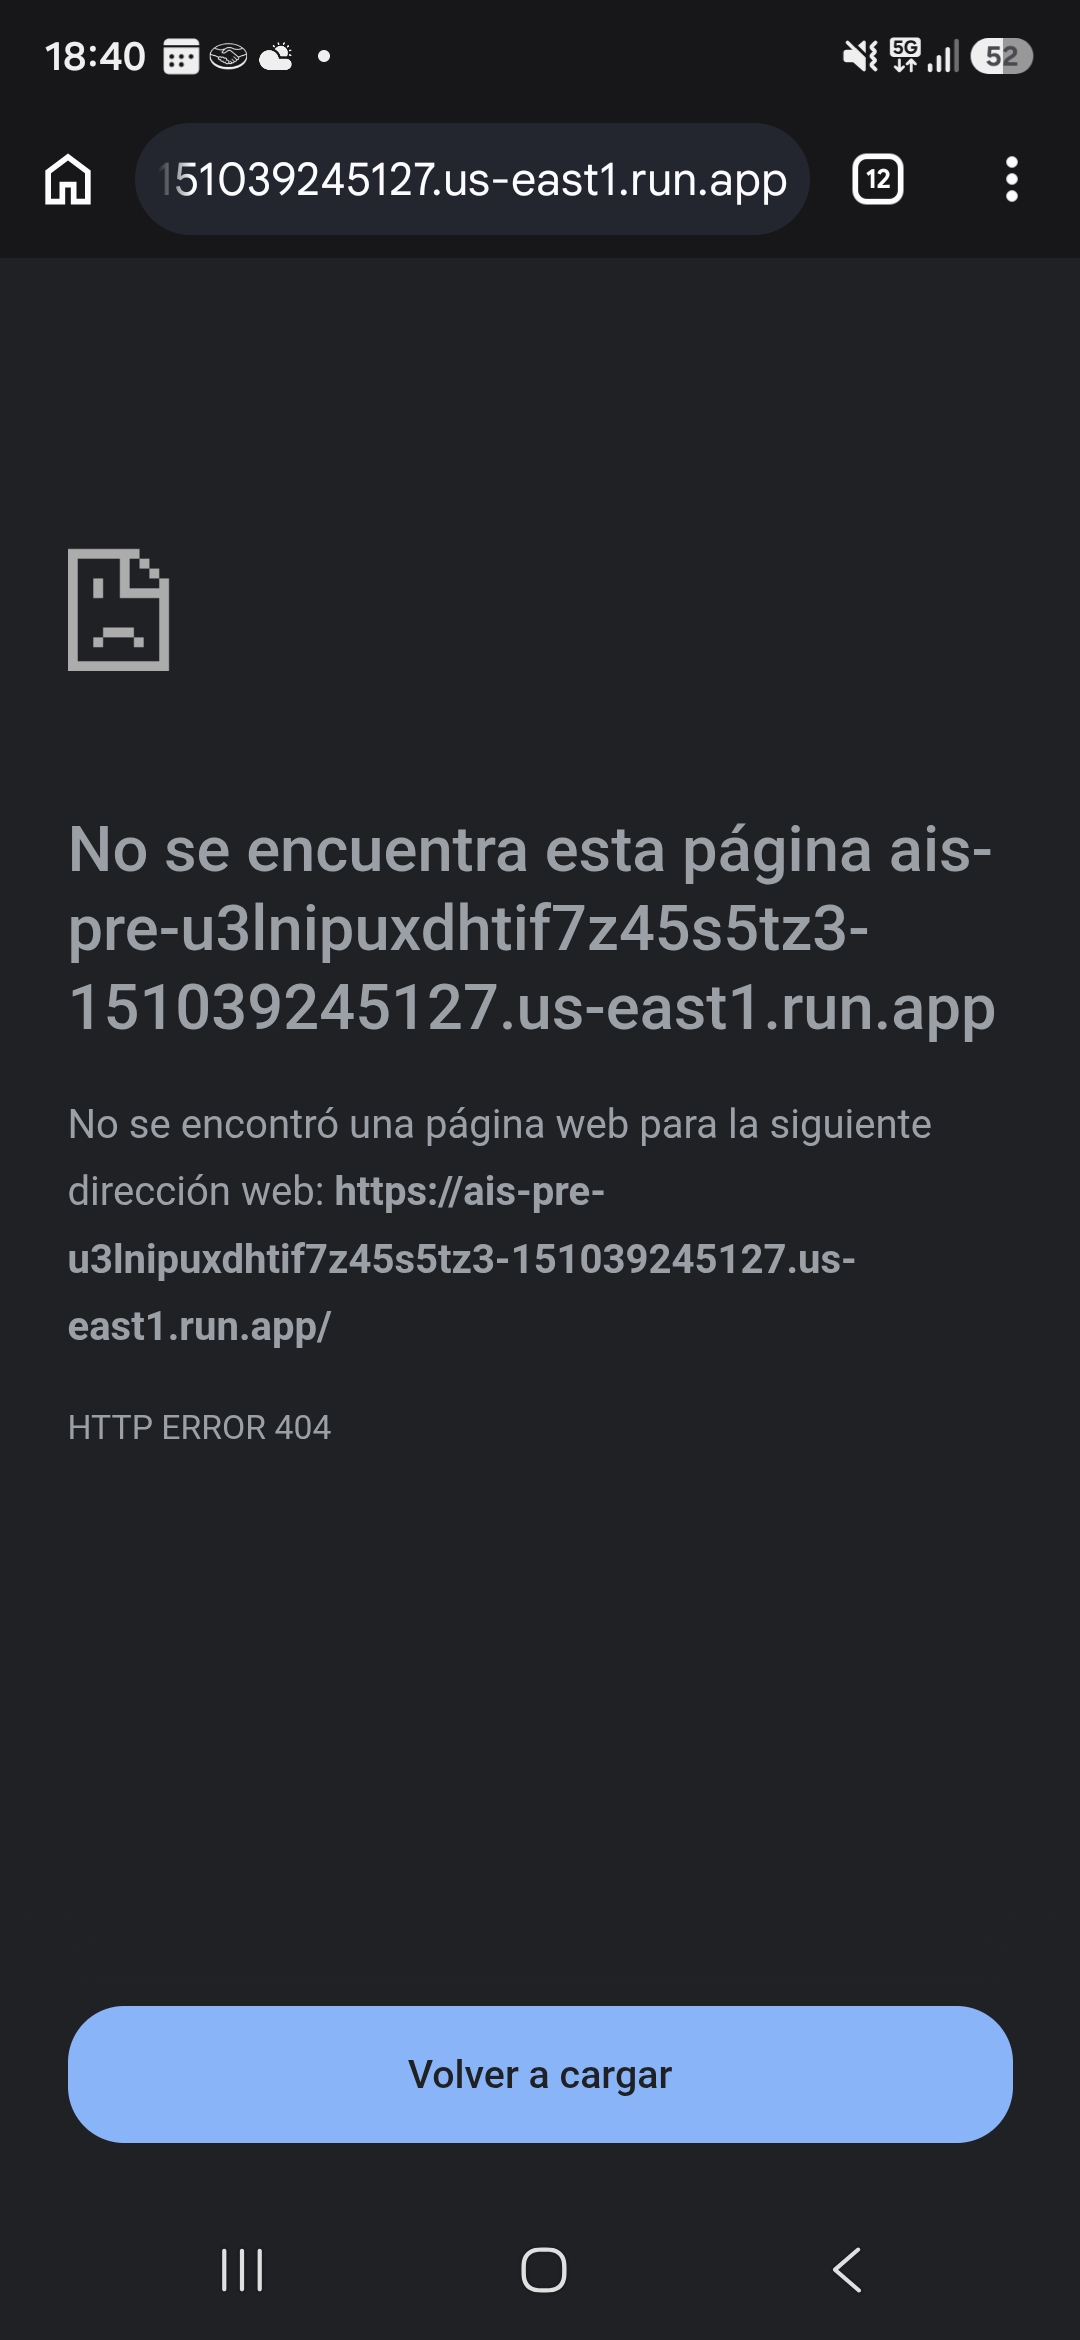 18:40
5G
52
151039245127.us-east1.run.app
12
No se encuentra esta página ais-
pre-u3lnipuxdhtif7z45s5tz3-
151039245127.us-east1.run.app
No se encontró una página web para la siguiente
dirección web: https://ais-pre-
u3lnipuxdhtif7z45s5tz3-151039245127.us-
east1.run.app/
HTTP ERROR 404
Volver a cargar